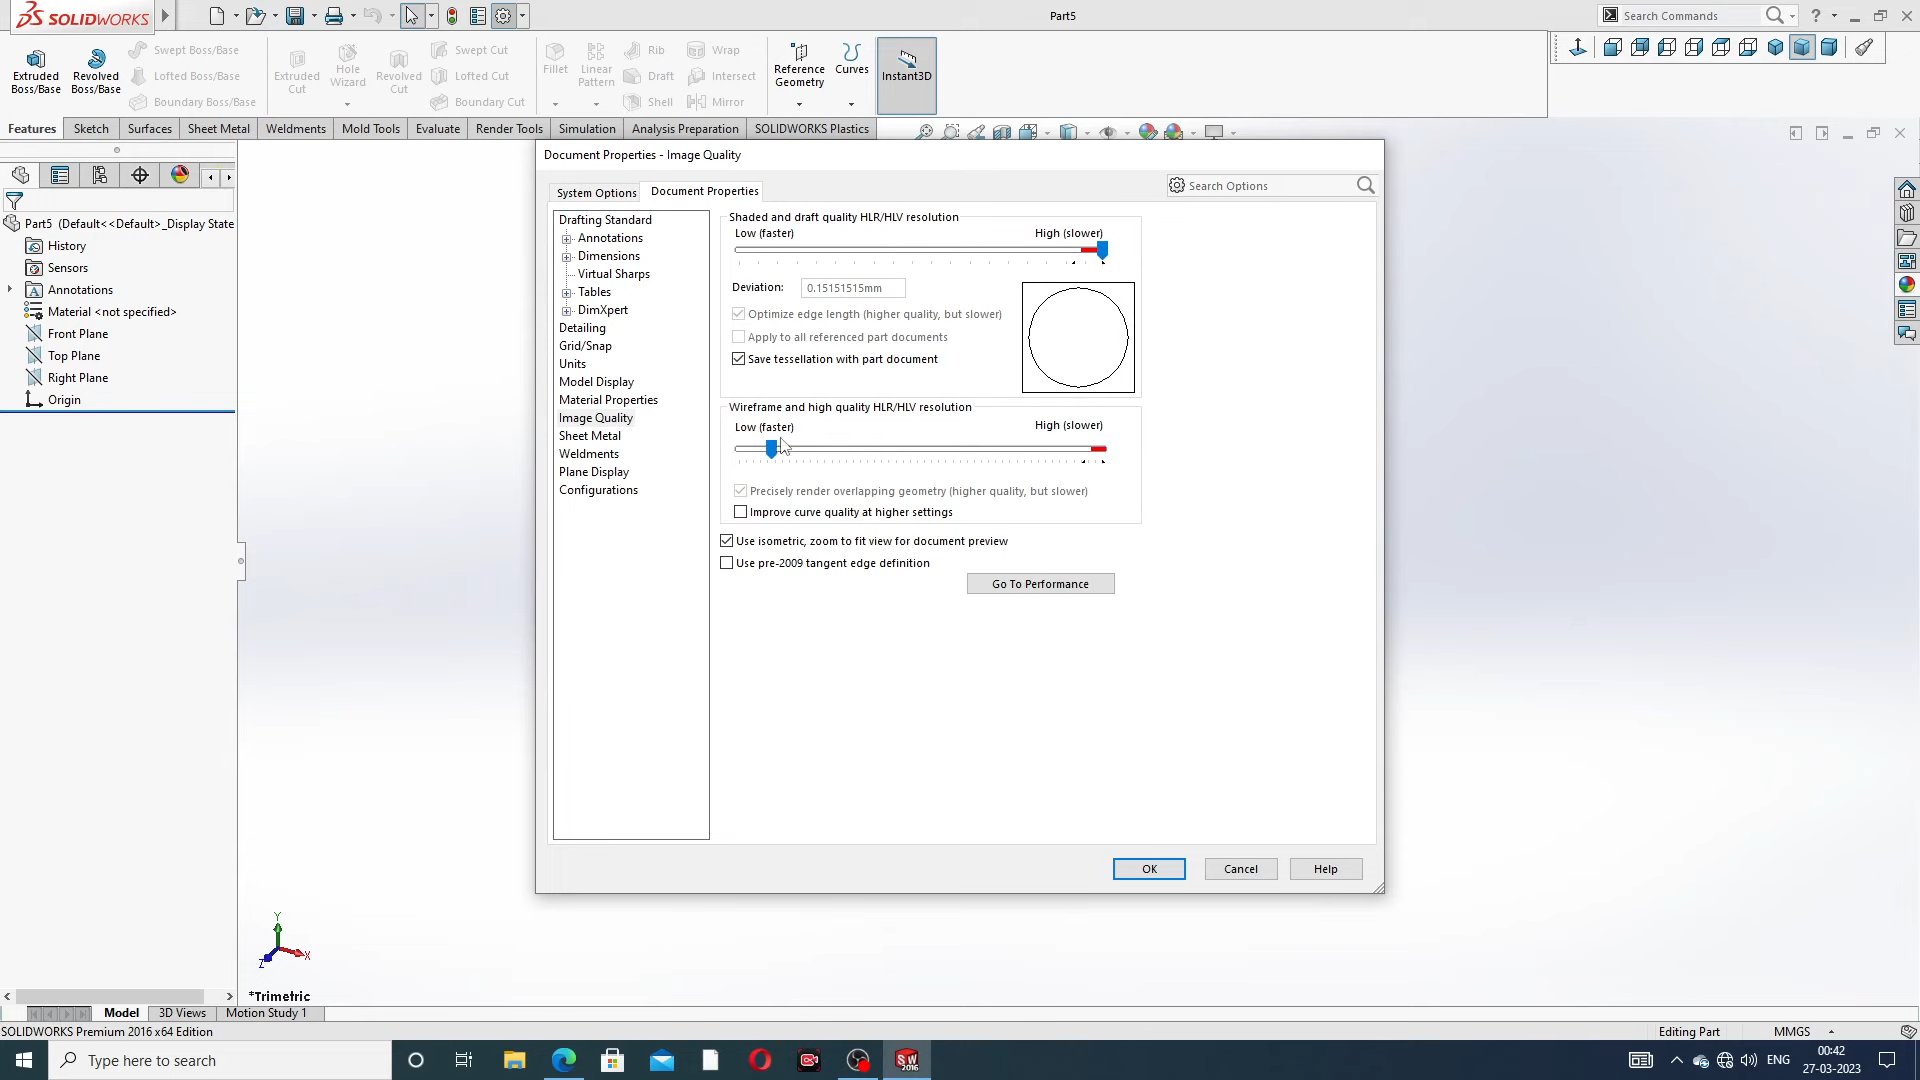 SOLIDWORKS
Part5
Search Commands
?
Extruded Boss/Base
Revolved Boss/Base
Swept Boss/Base
Lofted Boss/Base
Boundary Boss/Base
Extruded Cut
Hole Wizard
Revolved Cut
Swept Cut
Lofted Cut
Boundary Cut
Fillet
Linear Pattern
Rib
Draft
Shell
Wrap
Intersect
Mirror
Reference Geometry
Curves
Instant3D
Features
Sketch
Surfaces
Sheet Metal
Weldments
Mold Tools
Evaluate
Render Tools
Simulation
Analysis Preparation
SOLIDWORKS Plastics
Part5 (Default<<Default>_Display State
History
Sensors
Annotations
Material <not specified>
Front Plane
Top Plane
Right Plane
Origin
Document Properties - Image Quality
System Options
Document Properties
Search Options
Drafting Standard
Annotations
Dimensions
Virtual Sharps
Tables
DimXpert
Detailing
Grid/Snap
Units
Model Display
Material Properties
Image Quality
Sheet Metal
Weldments
Plane Display
Configurations
Shaded and draft quality HLR/HLV resolution
Low (faster)
High (slower)
Deviation:
0.15151515mm
Optimize edge length (higher quality, but slower)
Apply to all referenced part documents
Save tessellation with part document
Wireframe and high quality HLR/HLV resolution
Low (faster)
High (slower)
Precisely render overlapping geometry (higher quality, but slower)
Improve curve quality at higher settings
Use isometric, zoom to fit view for document preview
Use pre-2009 tangent edge definition
Go To Performance
OK
Cancel
Help
Y
X
Z
*Trimetric
Model
3D Views
Motion Study 1
SOLIDWORKS Premium 2016 x64 Edition
Editing Part
MMGS
Type here to search
SW
2016
ENG
00:42
27-03-2023